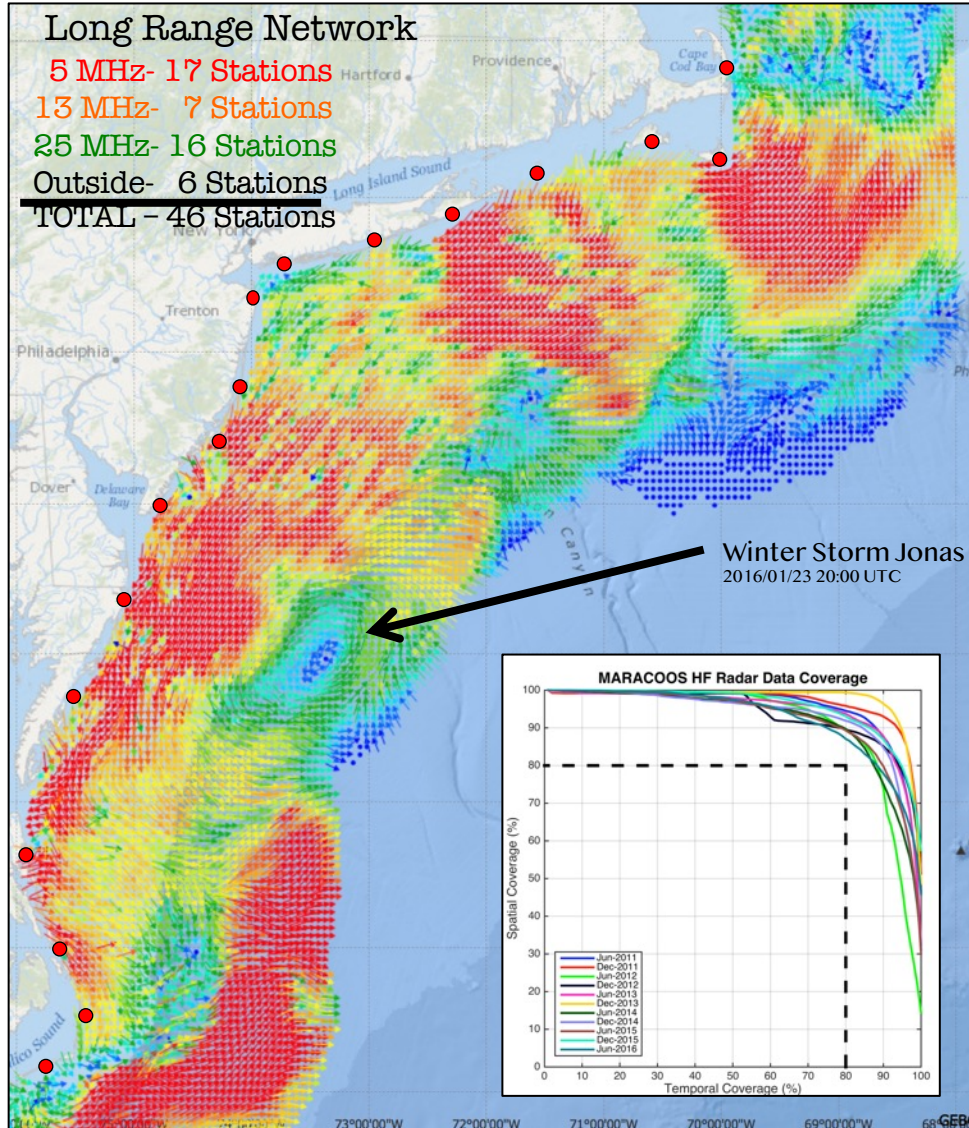 Long Range Network
5 MHz- 17 Stations
13 MHz- 7 Stations
25 MHz- 16 Stations
Outside- 6 Stations
TOTAL – 46 Stations
Cape
Cod Bay
Providence
Hartford
Long Island Sound
New York
Trenton
Philadelphia
Dover
Delaware
Bay
Canyon
Winter Storm Jonas
2016/01/23 20:00 UTC
MARACOOS HF Radar Data Coverage
Spatial Coverage (%)
100
90
80
70
60
50
40
30
20
10
0
Jun-2011
Dec-2011
Jun-2012
Dec-2012
Jun-2013
Dec-2013
Jun-2014
Dec-2014
Jun-2015
Dec-2015
Jun-2016
0 10 20 30 40 50 60 70 80 90 100
Temporal Coverage (%)
lico Sound
73°00'00"W 72°00'00"W 71°00'00"W 70°00'00"W 69°00'00"W 68°00'00"W
GEBC